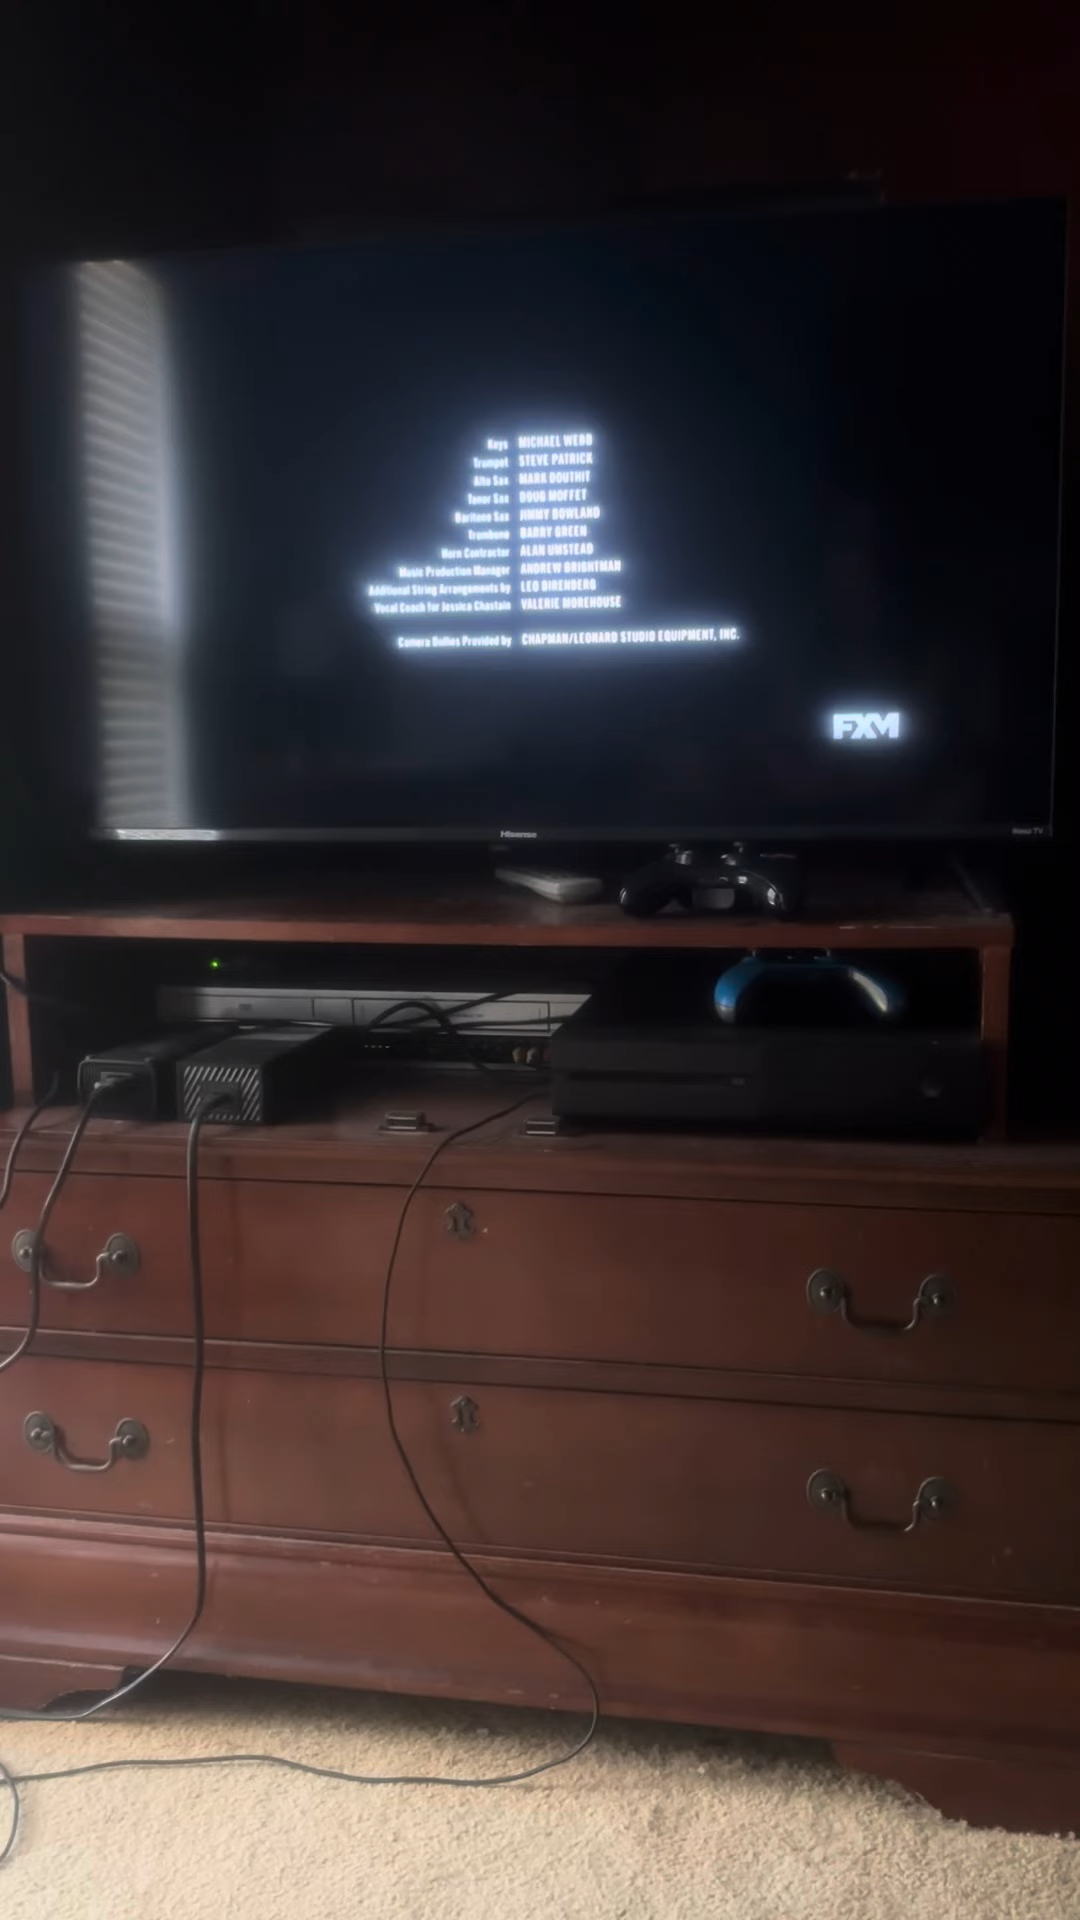 Keys MICHAEL WEBB
Trumpet STEVE PATRICK
Alto Sax MARK DOUTHIT
Tenor Sax DOUG MOFFET
Baritone Sax JIMMY BOWLAND
Trombone BARRY GREEN
Horn Contractor ALAN UMSTEAD
Music Production Manager ANDREW BRIGHTMAN
Additional String Arrangements by LEO BIRENBERG
Vocal Coach for Jessica Chastain VALERIE MOREHOUSE
Camera Dollies Provided by CHAPMAN/LEONARD STUDIO EQUIPMENT, INC.
FXM
Hisense
Roku TV